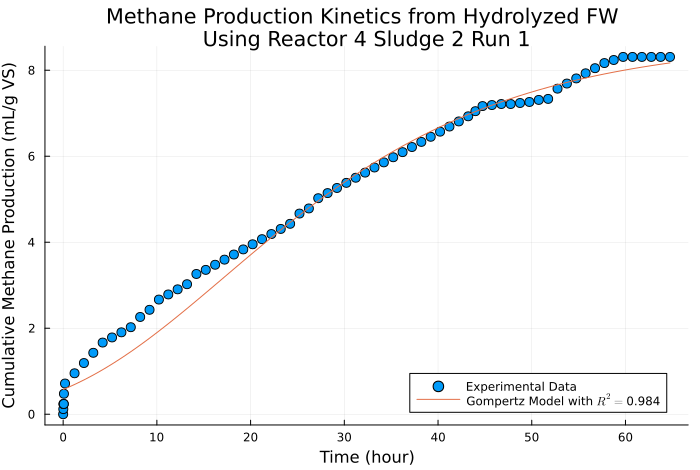 Methane Production Kinetics from Hydrolyzed FW
Using Reactor 4 Sludge 2 Run 1
Cumulative Methane Production (mL/g VS)
8
6
4
2
0
0 10 20 30 40 50 60
Time (hour)
Experimental Data
Gompertz Model with R² = 0.984